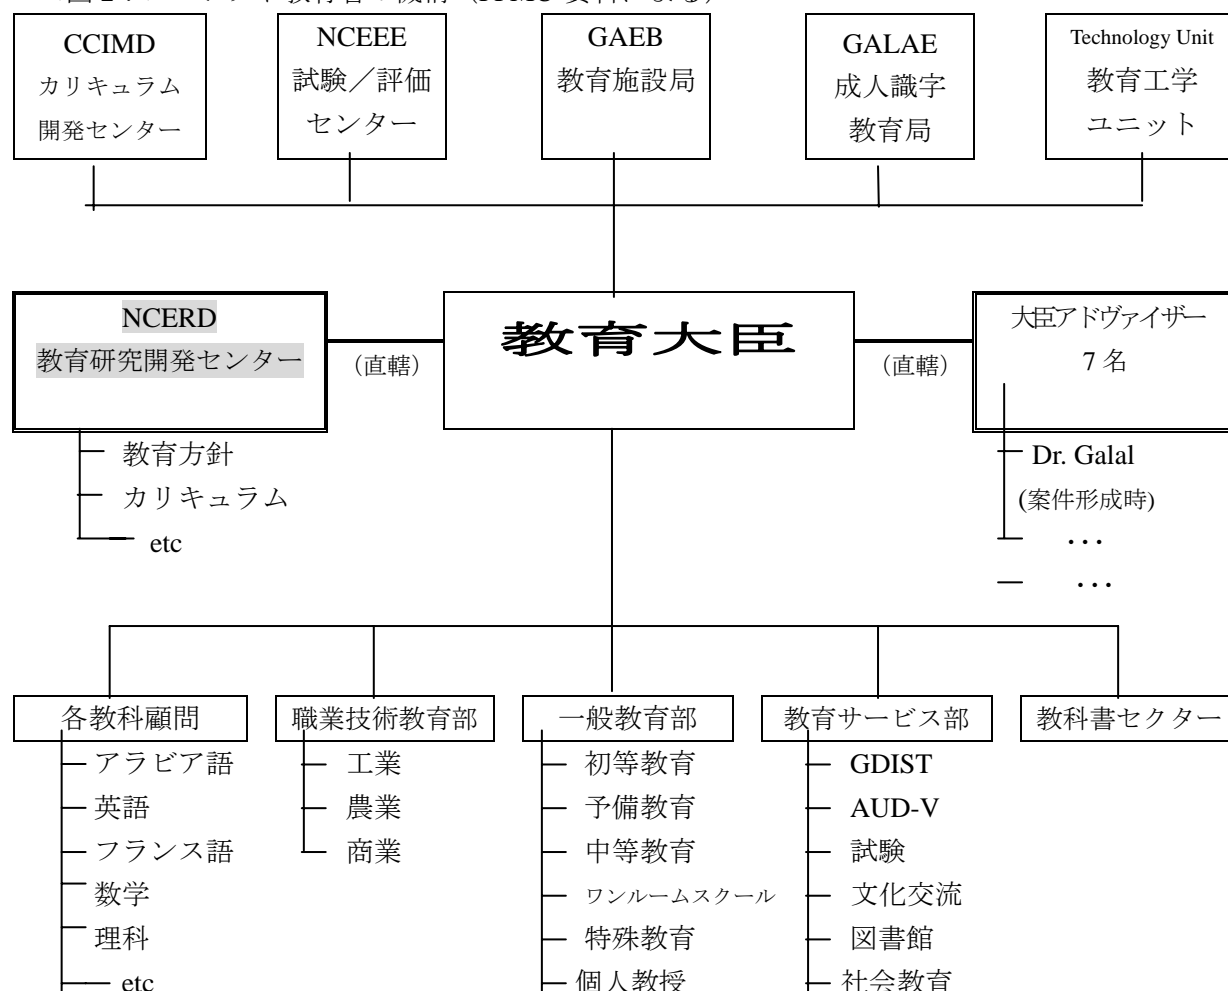 CCIMD
カリキュラム
開発センター
NCEEE
試験／評価
センター
GAEB
教育施設局
GALAE
成人識字
教育局
Technology Unit
教育工学
ユニット
NCERD
教育研究開発センター
（直轄）
教育大臣
（直轄）
大臣アドヴァイザー
7 名
教育方針
カリキュラム
etc
Dr. Galal
(案件形成時)
・・・
・・・
各教科顧問
アラビア語
英語
フランス語
数学
理科
etc
職業技術教育部
工業
農業
商業
一般教育部
初等教育
予備教育
中等教育
ワンルームスクール
特殊教育
個人教授
教育サービス部
GDIST
AUD-V
試験
文化交流
図書館
社会教育
教科書セクター